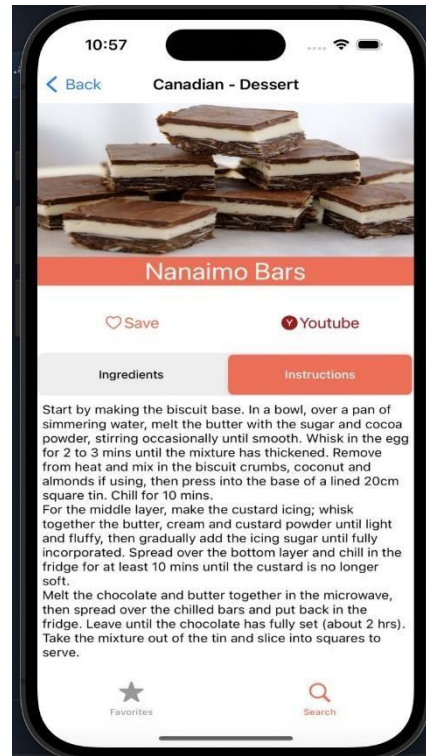 10:57
Back
Canadian - Dessert
Nanaimo Bars
Save
Youtube
Ingredients
Instructions
Start by making the biscuit base. In a bowl, over a pan of
simmering water, melt the butter with the sugar and cocoa
powder, stirring occasionally until smooth. Whisk in the egg
for 2 to 3 mins until the mixture has thickened. Remove
from heat and mix in the biscuit crumbs, coconut and
almonds if using, then press into the base of a lined 20cm
square tin. Chill for 10 mins.
For the middle layer, make the custard icing; whisk
together the butter, cream and custard powder until light
and fluffy, then gradually add the icing sugar until fully
incorporated. Spread over the bottom layer and chill in the
fridge for at least 10 mins until the custard is no longer
soft.
Melt the chocolate and butter together in the microwave,
then spread over the chilled bars and put back in the
fridge. Leave until the chocolate has fully set (about 2 hrs).
Take the mixture out of the tin and slice into squares to
serve.
Favorites
Search